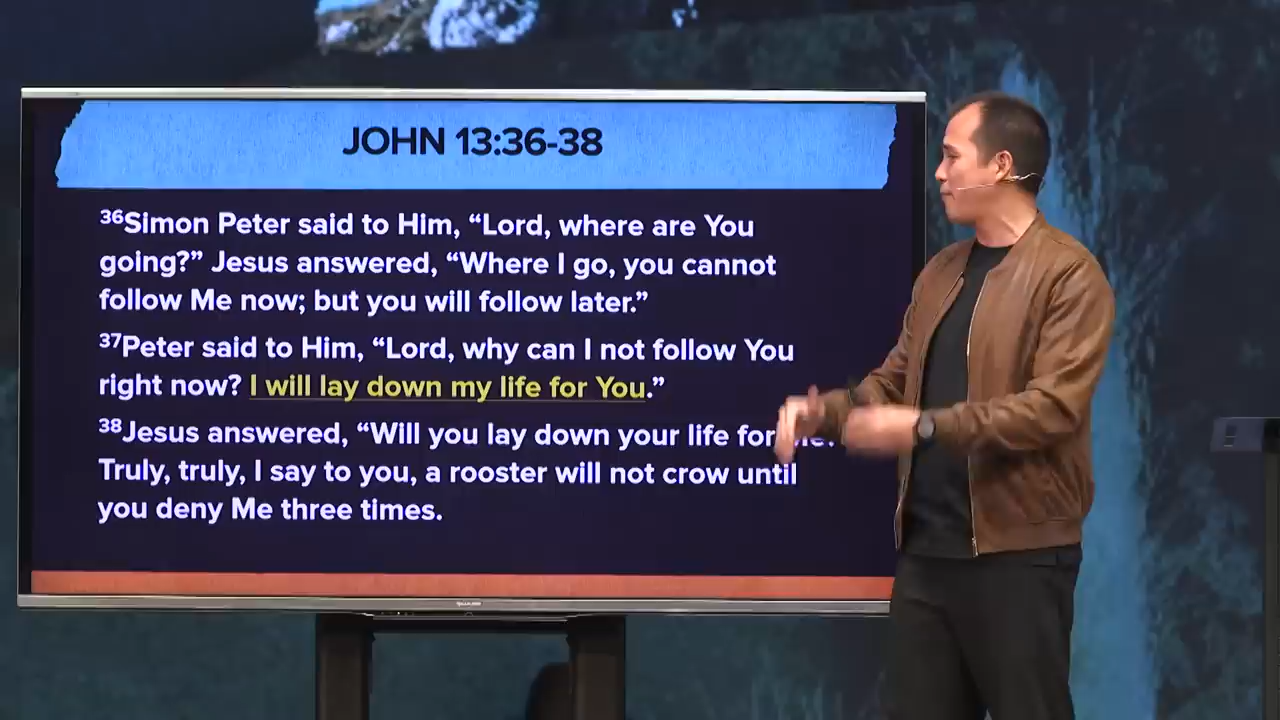 JOHN 13:36-38
³⁶Simon Peter said to Him, “Lord, where are You
going?” Jesus answered, “Where I go, you cannot
follow Me now; but you will follow later.”
³⁷Peter said to Him, “Lord, why can I not follow You
right now? I will lay down my life for You.”
³⁸Jesus answered, “Will you lay down your life for
Truly, truly, I say to you, a rooster will not crow until
you deny Me three times.